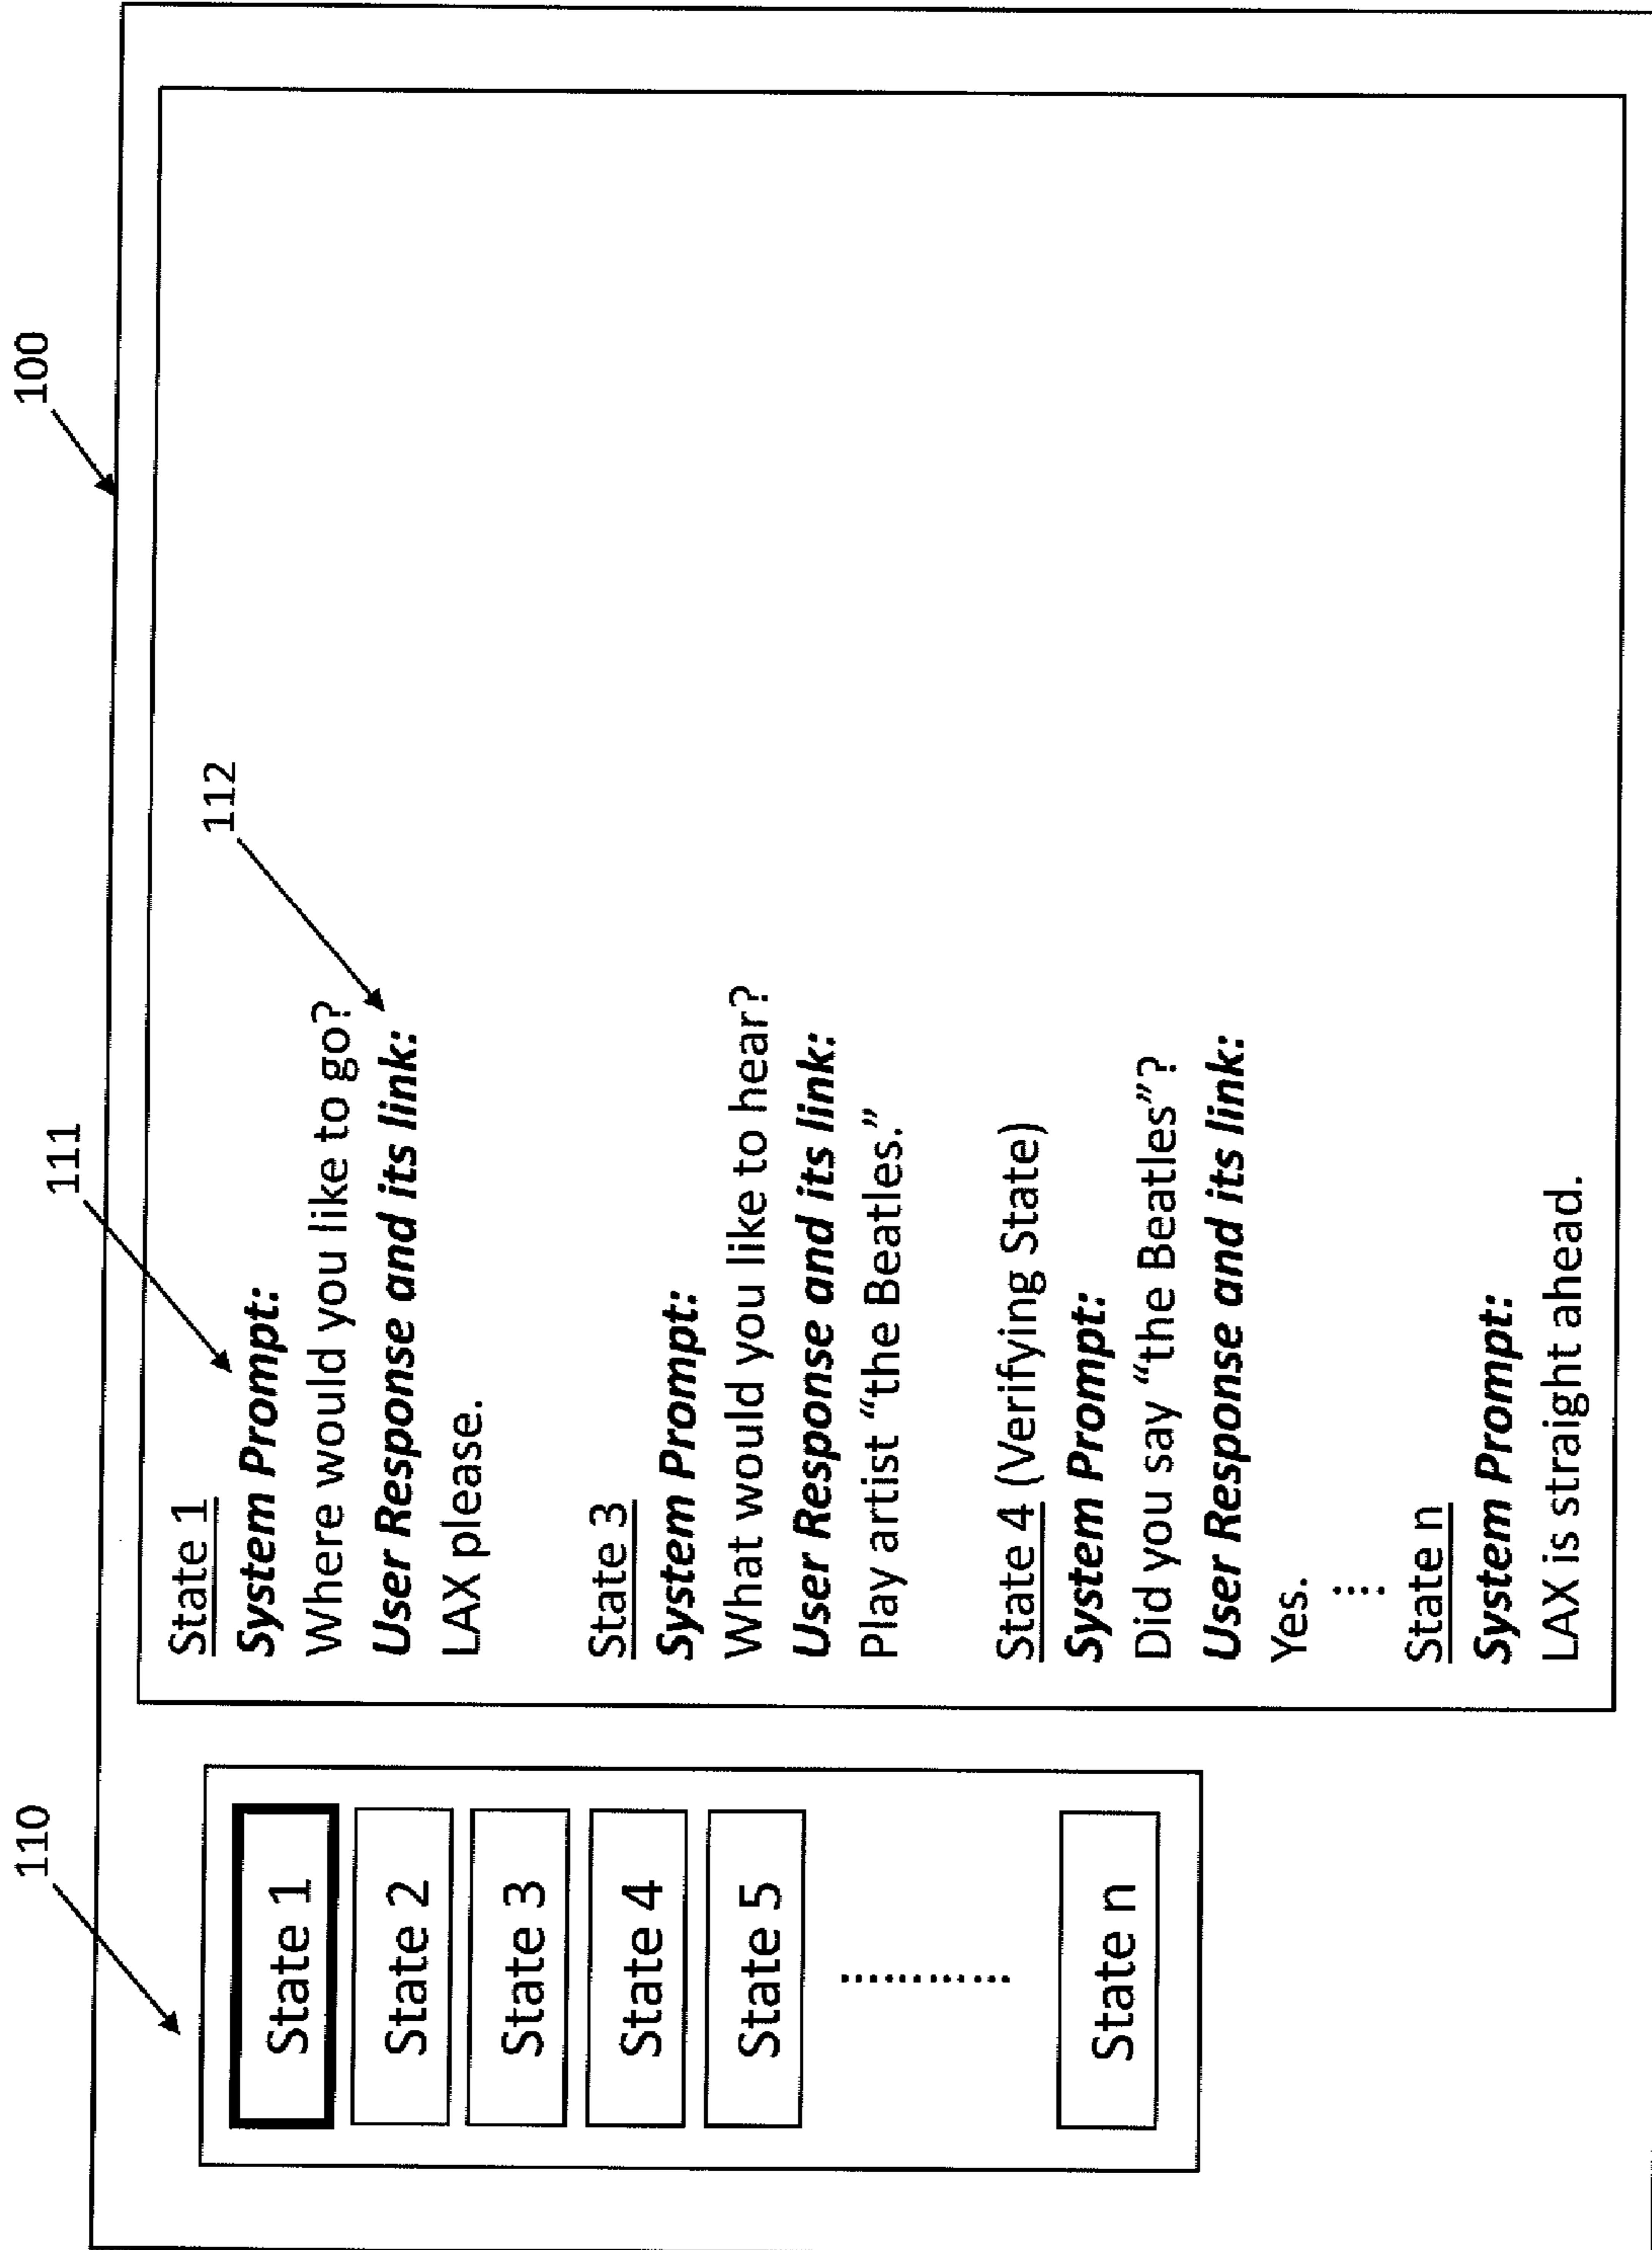 100
110
111
112
State 1
State 2
State 3
State 4
State 5
............
State n
State 1
System Prompt:
Where would you like to go?
User Response and its link:
LAX please.
State 3
System Prompt:
What would you like to hear?
User Response and its link:
Play artist “the Beatles.”
State 4 (Verifying State)
System Prompt:
Did you say “the Beatles”?
User Response and its link:
Yes.
State n
System Prompt:
LAX is straight ahead.